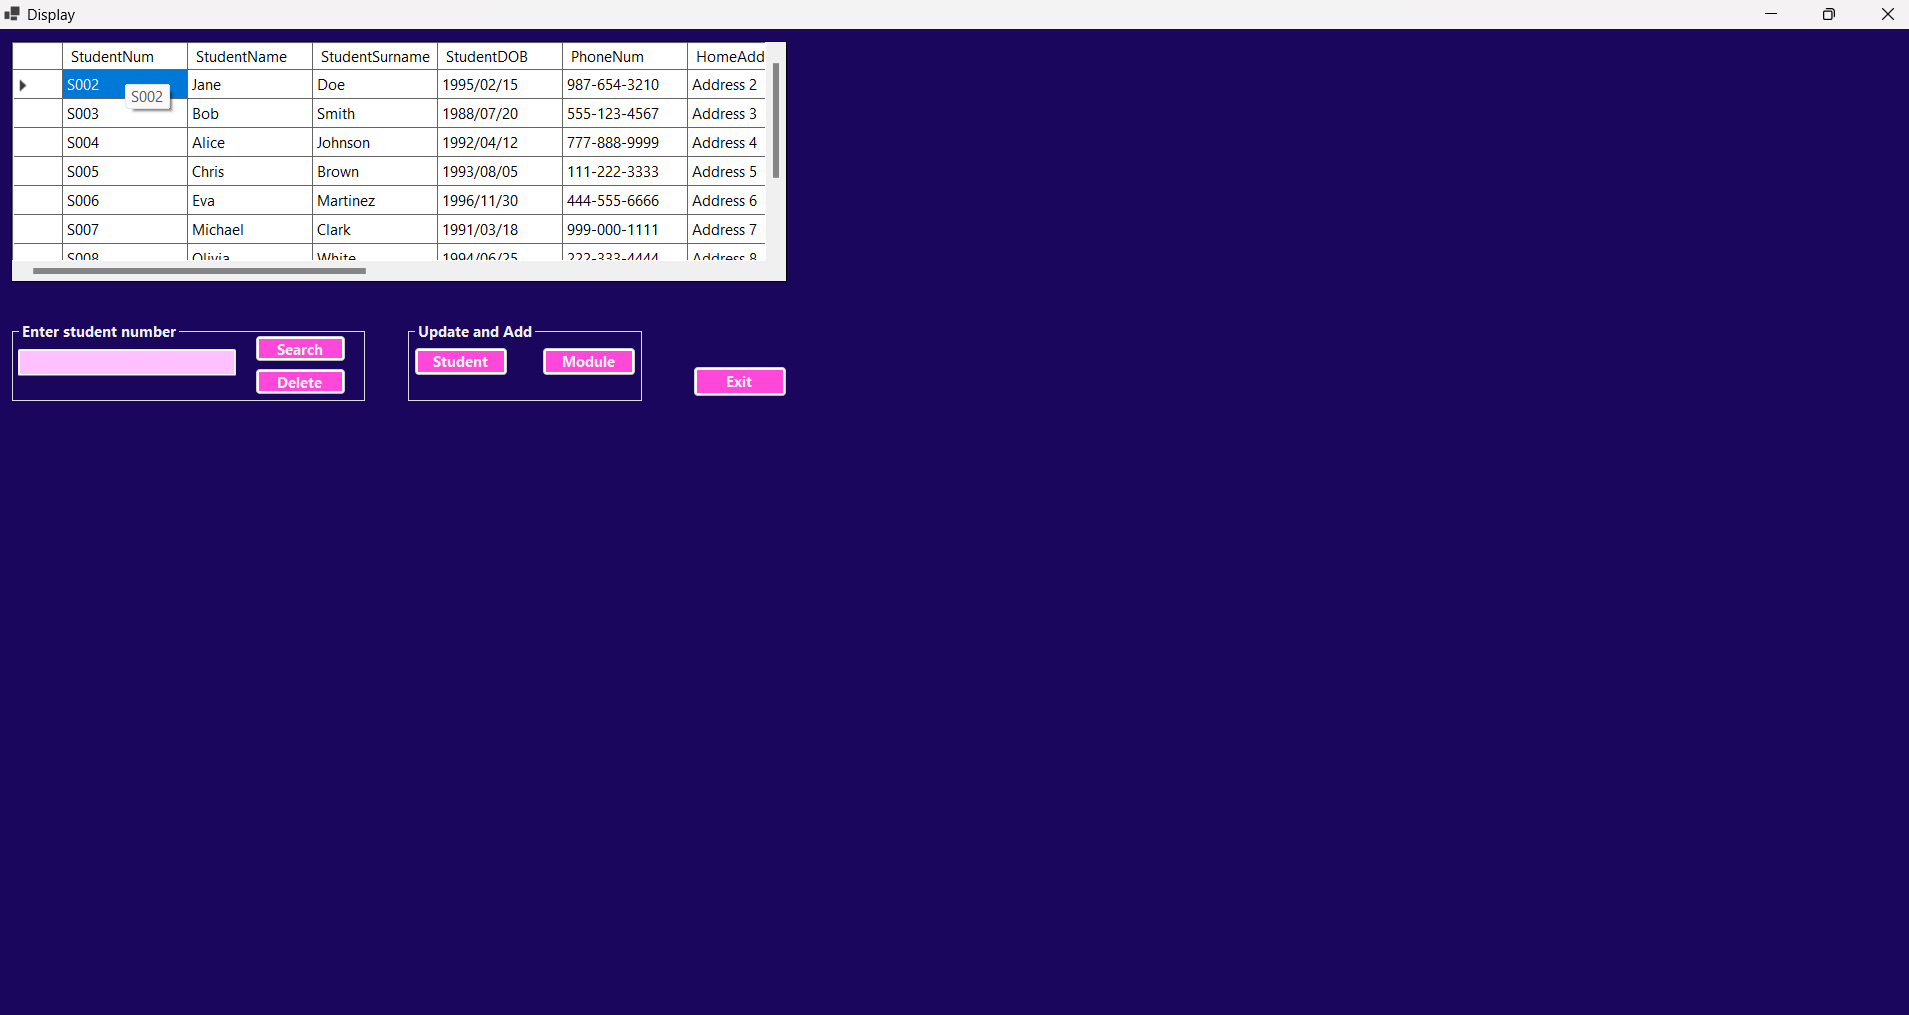 Display
StudentNum StudentName StudentSurname StudentDOB PhoneNum HomeAdd
S002 Jane Doe 1995/02/15 987-654-3210 Address 2
S002
S003 Bob Smith 1988/07/20 555-123-4567 Address 3
S004 Alice Johnson 1992/04/12 777-888-9999 Address 4
S005 Chris Brown 1993/08/05 111-222-3333 Address 5
S006 Eva Martinez 1996/11/30 444-555-6666 Address 6
S007 Michael Clark 1991/03/18 999-000-1111 Address 7
S008 Olivia White 1994/06/25 222-333-4444 Address 8
Enter student number
Search
Delete
Update and Add
Student Module
Exit